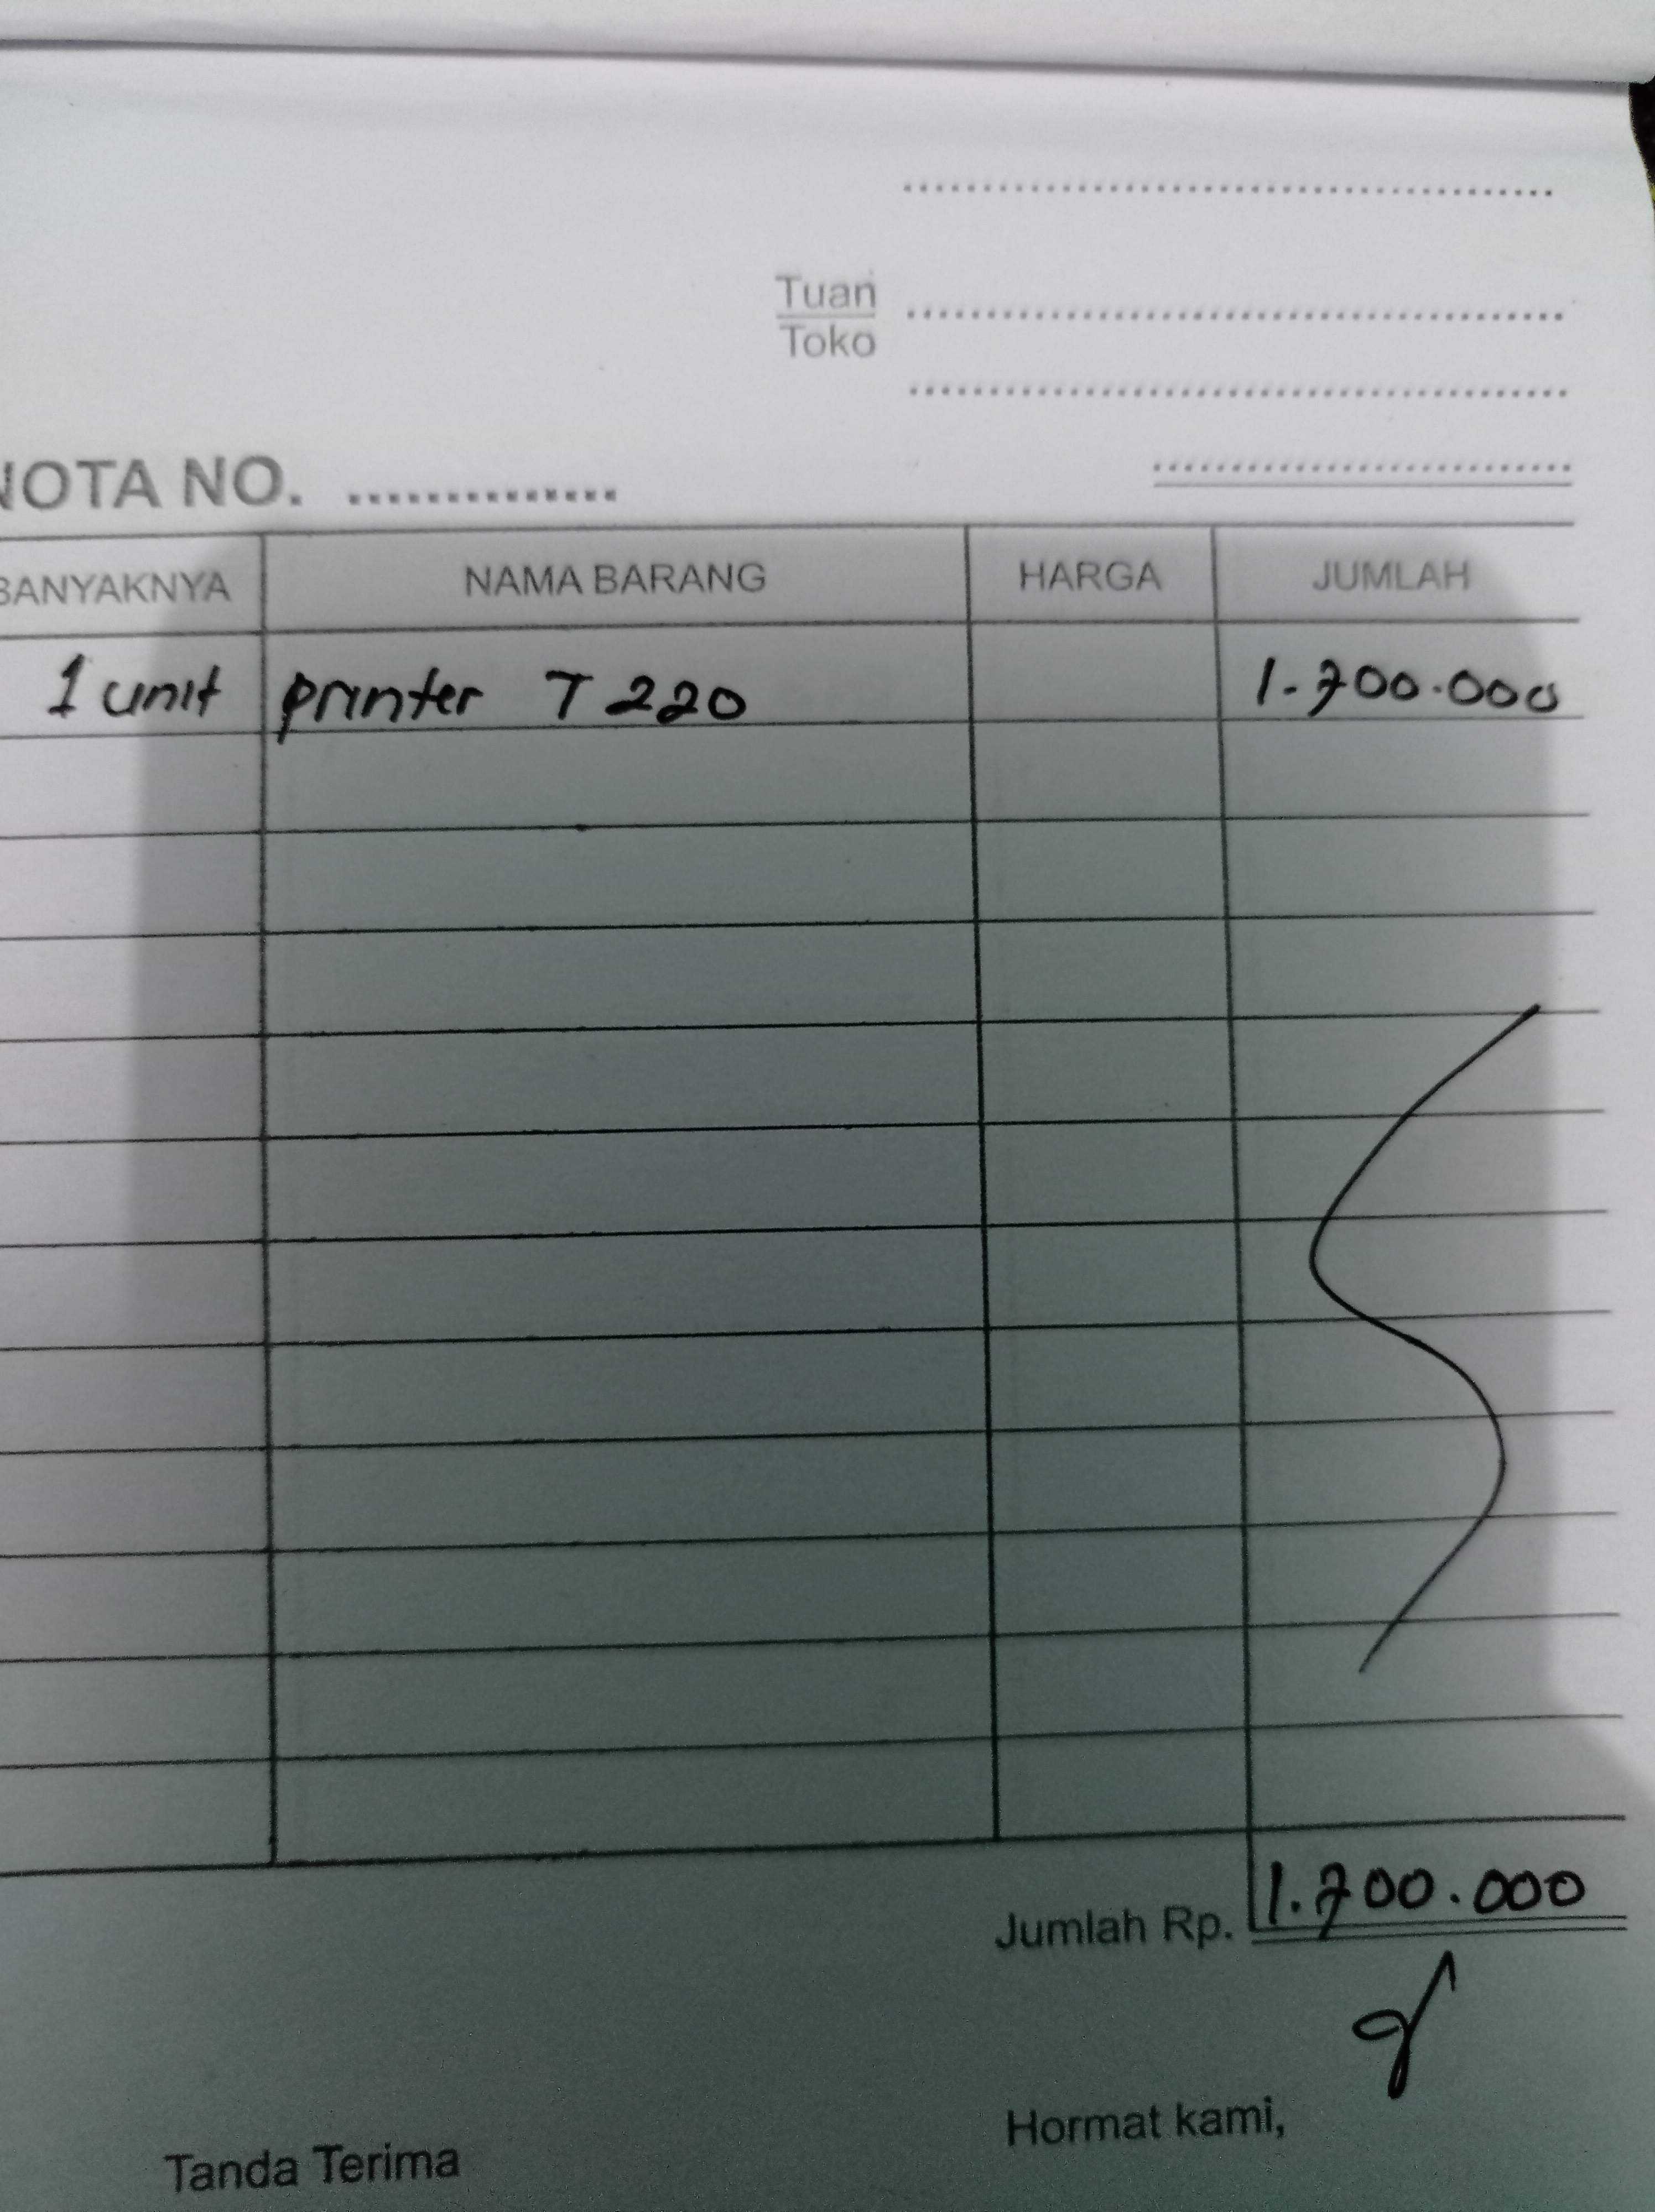 Tuan
Toko
NOTA NO. ..............
BANYAKNYA NAMA BARANG HARGA JUMLAH
1 unit printer T 220 1.700.000
Jumlah Rp. 1.700.000
Hormat kami,
Tanda Terima